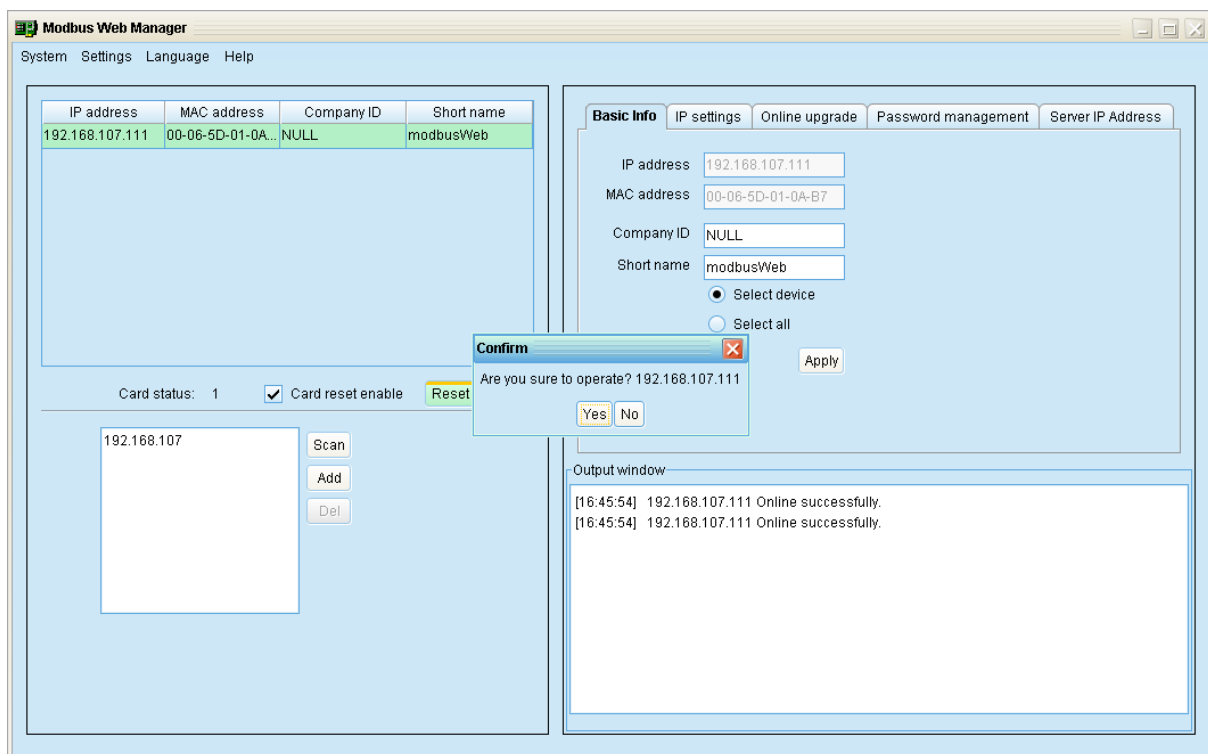 Modbus Web Manager
System Settings Language Help
IP address MAC address Company ID Short name
192.168.107.111 00-06-5D-01-0A... NULL modbusWeb
Card status: 1 Card reset enable Reset
192.168.107
Scan
Add
Del
Basic Info IP settings Online upgrade Password management Server IP Address
IP address 192.168.107.111
MAC address 00-06-5D-01-0A-B7
Company ID NULL
Short name modbusWeb
Select device
Select all
Apply
Confirm
Are you sure to operate? 192.168.107.111
Yes No
Output window
[16:45:54] 192.168.107.111 Online successfully.
[16:45:54] 192.168.107.111 Online successfully.